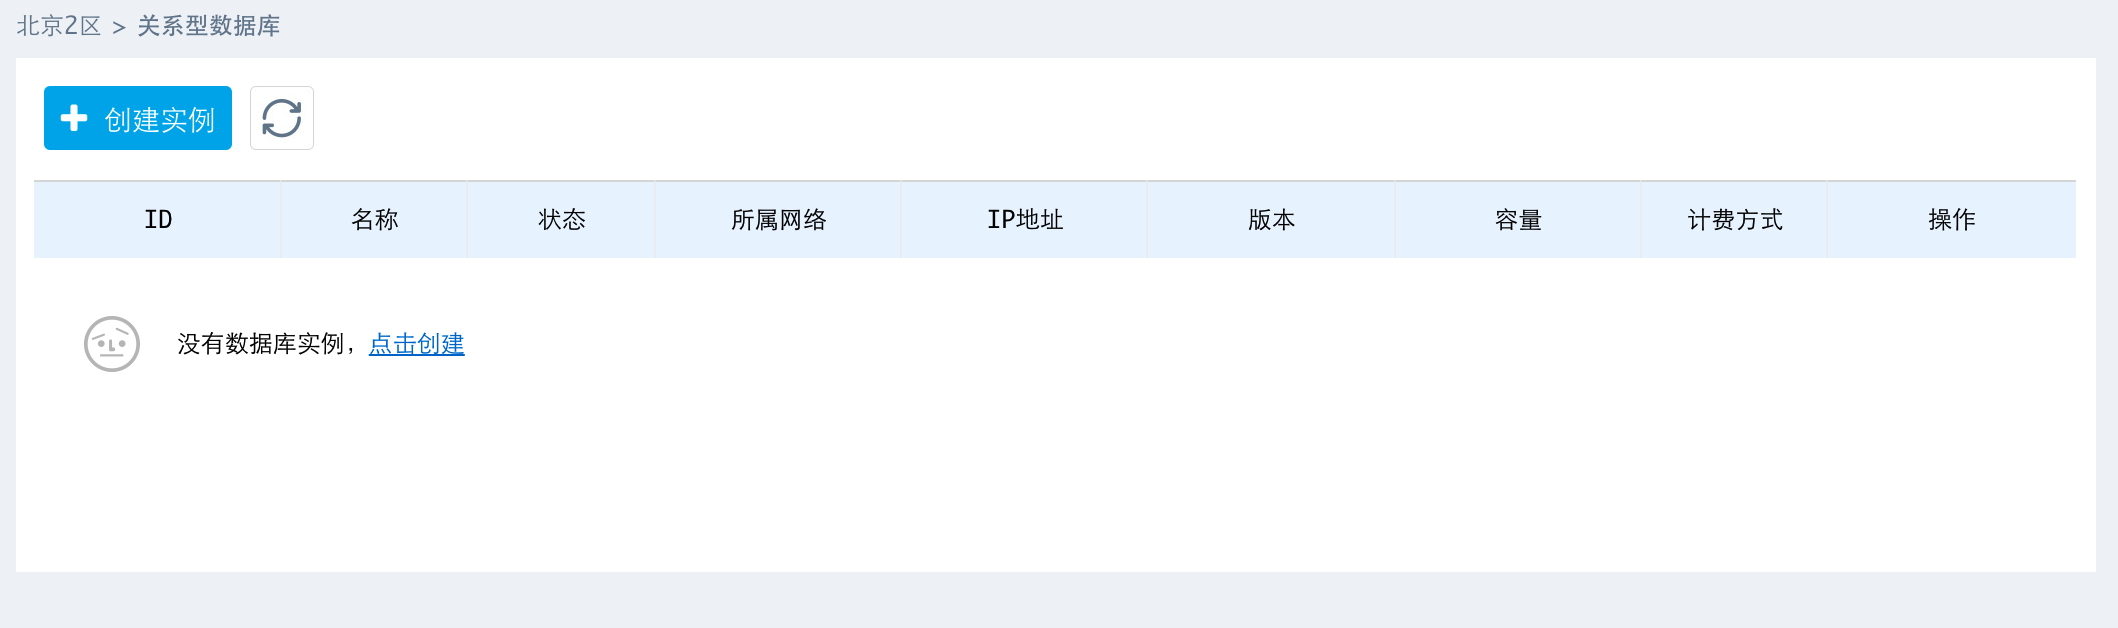 北京2区 > 关系型数据库
创建实例
ID 名称 状态 所属网络 IP地址 版本 容量 计费方式 操作
没有数据库实例，点击创建